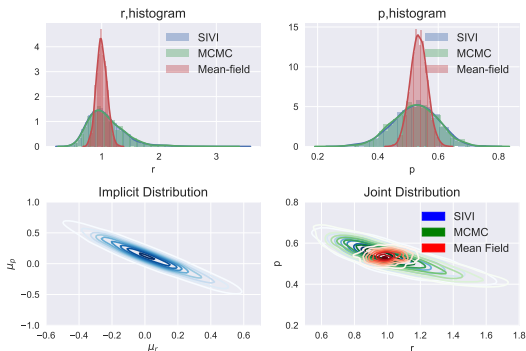 r,histogram
SIVI
MCMC
Mean-field
4
3
2
1
0
1
2
3
r
p,histogram
SIVI
MCMC
Mean-field
15
10
5
0
0.2
0.4
0.6
0.8
p
Implicit Distribution
1.0
0.5
0.0
−0.5
−1.0
μp
−0.6
−0.4
−0.2
0.0
0.2
0.4
0.6
μr
Joint Distribution
SIVI
MCMC
Mean Field
0.8
0.6
0.4
0.2
p
0.6
0.8
1.0
1.2
1.4
1.6
1.8
r